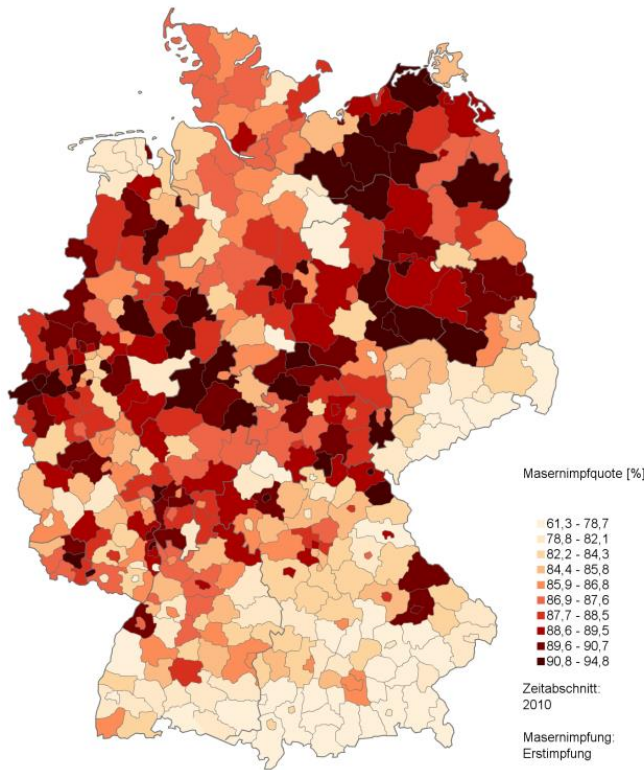 Masernimpfquote [%]
61,3 - 78,7
78,8 - 82,1
82,2 - 84,3
84,4 - 85,8
85,9 - 86,8
86,9 - 87,6
87,7 - 88,5
88,6 - 89,5
89,6 - 90,7
90,8 - 94,8
Zeitabschnitt:
2010
Masernimpfung:
Erstimpfung